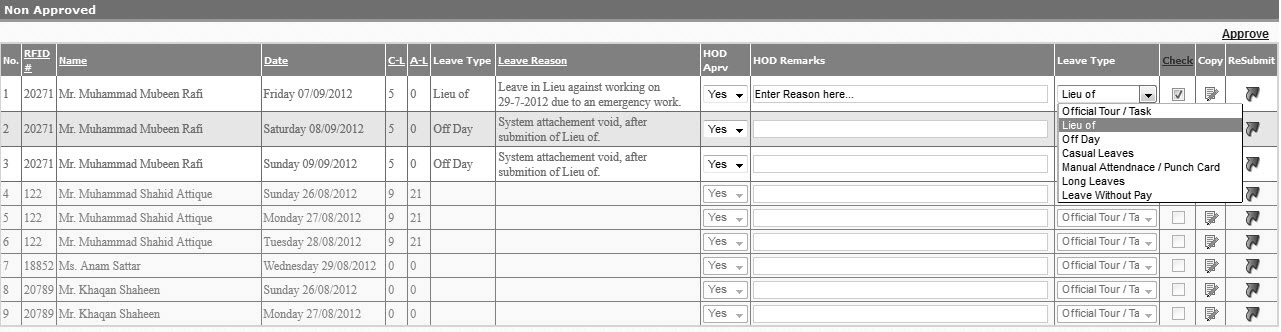 Non Approved
Approve
No. RFID # Name Date C-L A-L Leave Type Leave Reason HOD Aprv HOD Remarks Leave Type Check Copy ReSubmit
1 20271 Mr. Muhammad Mubeen Rafi Friday 07/09/2012 5 0 Lieu of Leave in Lieu against working on 29-7-2012 due to an emergency work. Yes Enter Reason here... Lieu of
Official Tour / Task
Lieu of
Off Day
Casual Leaves
Manual Attendnace / Punch Card
Long Leaves
Leave Without Pay
2 20271 Mr. Muhammad Mubeen Rafi Saturday 08/09/2012 5 0 Off Day System attachement void, after submition of Lieu of. Yes
3 20271 Mr. Muhammad Mubeen Rafi Sunday 09/09/2012 5 0 Off Day System attachement void, after submition of Lieu of. Yes
4 122 Mr. Muhammad Shahid Attique Sunday 26/08/2012 9 21 Yes
5 122 Mr. Muhammad Shahid Attique Monday 27/08/2012 9 21 Yes Official Tour / Ta
6 122 Mr. Muhammad Shahid Attique Tuesday 28/08/2012 9 21 Yes Official Tour / Ta
7 18852 Ms. Anam Sattar Wednesday 29/08/2012 0 0 Yes Official Tour / Ta
8 20789 Mr. Khaqan Shaheen Sunday 26/08/2012 0 0 Yes Official Tour / Ta
9 20789 Mr. Khaqan Shaheen Monday 27/08/2012 0 0 Yes Official Tour / Ta